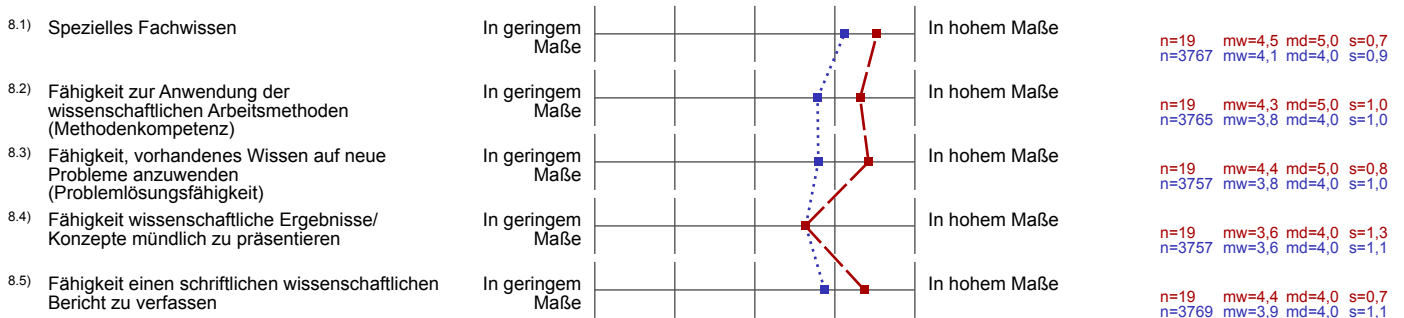 8.1) Spezielles Fachwissen
In geringem
Maße
In hohem Maße
n=19 mw=4,5 md=5,0 s=0,7
n=3767 mw=4,1 md=4,0 s=0,9
8.2) Fähigkeit zur Anwendung der
wissenschaftlichen Arbeitsmethoden
(Methodenkompetenz)
In geringem
Maße
In hohem Maße
n=19 mw=4,3 md=5,0 s=1,0
n=3765 mw=3,8 md=4,0 s=1,0
8.3) Fähigkeit, vorhandenes Wissen auf neue
Probleme anzuwenden
(Problemlösungsfähigkeit)
In geringem
Maße
In hohem Maße
n=19 mw=4,4 md=5,0 s=0,8
n=3757 mw=3,8 md=4,0 s=1,0
8.4) Fähigkeit wissenschaftliche Ergebnisse/
Konzepte mündlich zu präsentieren
In geringem
Maße
In hohem Maße
n=19 mw=3,6 md=4,0 s=1,3
n=3757 mw=3,6 md=4,0 s=1,1
8.5) Fähigkeit einen schriftlichen wissenschaftlichen
Bericht zu verfassen
In geringem
Maße
In hohem Maße
n=19 mw=4,4 md=4,0 s=0,7
n=3769 mw=3,9 md=4,0 s=1,1